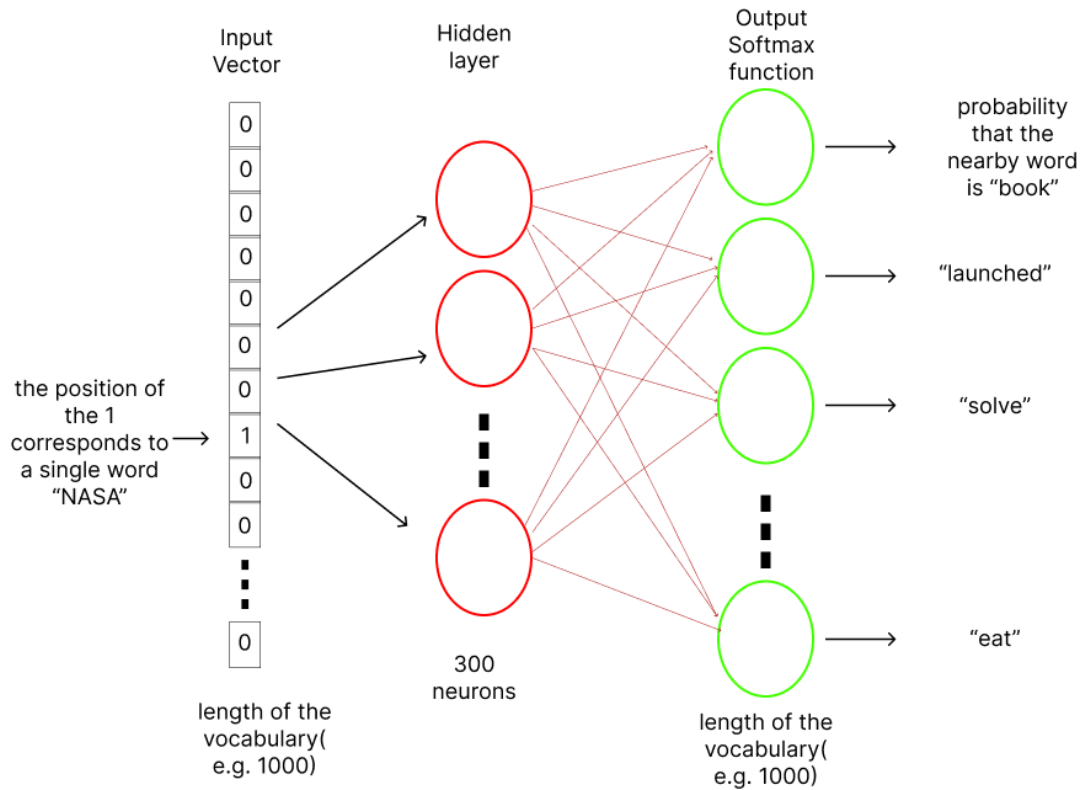 Input
Vector
0
0
0
0
0
0
0
1
0
0
0
the position of
the 1
corresponds to
a single word
“NASA”
length of the
vocabulary(
e.g. 1000)
Hidden
layer
300
neurons
Output
Softmax
function
length of the
vocabulary(
e.g. 1000)
probability
that the
nearby word
is “book”
“launched”
“solve”
“eat”